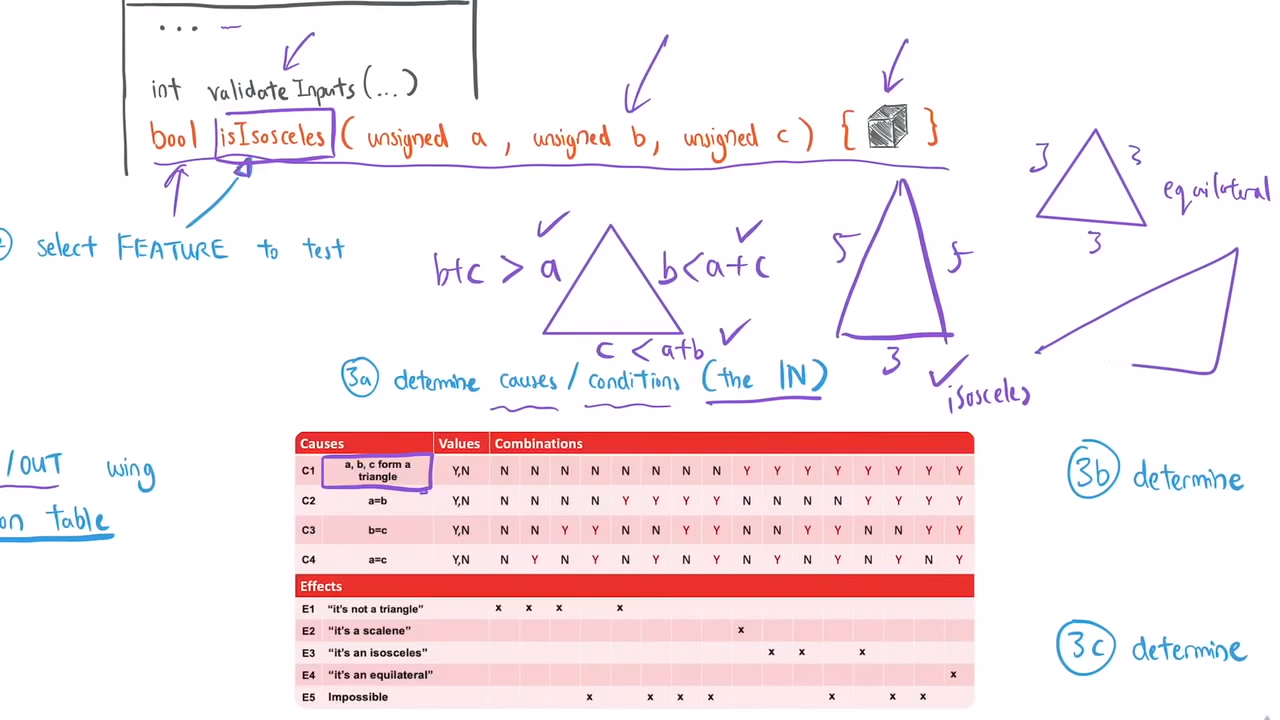 ...
int validateInputs (...)
bool isIsosceles ( unsigned a , unsigned b, unsigned c ) { }
select FEATURE to test
b+c > a
b < a+c
c < a+b
5
5
3
isosceles
3
3
3
equilateral
3a determine causes / conditions (the IN)
/OUT wing
on table
3b determine
3c determine
Causes Values Combinations
C1 a, b, c form a triangle Y,N N N N N N N N N Y Y Y Y Y Y Y Y
C2 a=b Y,N N N N N Y Y Y Y N N N N Y Y Y Y
C3 b=c Y,N N N Y Y N N Y Y N N Y Y N N Y Y
C4 a=c Y,N N Y N Y N Y N Y N Y N Y N Y N Y
Effects
E1 “it’s not a triangle” x x x x
E2 “it’s a scalene” x
E3 “it’s an isosceles” x x x
E4 “it’s an equilateral” x
E5 Impossible x x x x x x x